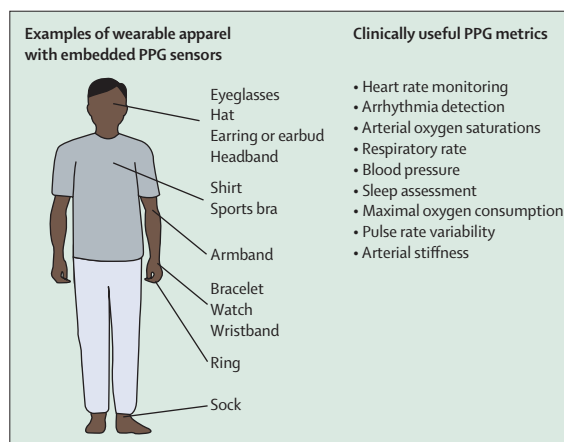 Examples of wearable apparel
with embedded PPG sensors
Eyeglasses
Hat
Earring or earbud
Headband
Shirt
Sports bra
Armband
Bracelet
Watch
Wristband
Ring
Sock
Clinically useful PPG metrics
• Heart rate monitoring
• Arrhythmia detection
• Arterial oxygen saturations
• Respiratory rate
• Blood pressure
• Sleep assessment
• Maximal oxygen consumption
• Pulse rate variability
• Arterial stiffness